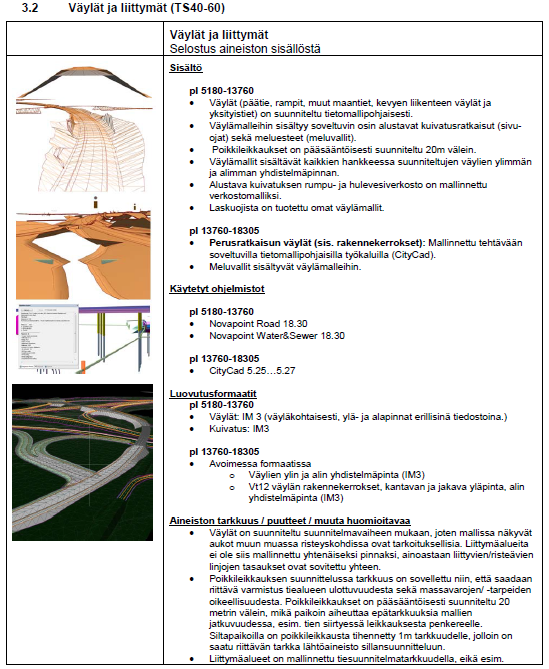 3.2 Väylät ja liittymät (TS40-60)
Väylät ja liittymät
Selostus aineiston sisällöstä
Sisältö
pl 5180-13760
• Väylät (päätie, rampit, muut maantiet, kevyen liikenteen väylät ja
yksityistiet) on suunniteltu tietomallipohjaisesti.
• Väylämalleihin sisältyy soveltuvin osin alustavat kuivatusratkaisut (sivu-
ojat) sekä meluesteet (meluvallit).
• Poikkileikkaukset on pääsääntöisesti suunniteltu 20m välein.
• Väylämallit sisältävät kaikkien hankkeessa suunniteltujen väylien ylimmän
ja alimman yhdistelmäpinnan.
• Alustava kuivatuksen rumpu- ja hulevesiverkosto on mallinnettu
verkostomalliksi.
• Laskuojista on tuotettu omat väylämallit.
pl 13760-18305
• Perusratkaisun väylät (sis. rakennekerrokset): Mallinnettu tehtävään
soveltuvilla tietomallipohjaisilla työkaluilla (CityCad).
• Meluvallit sisältyvät väylämalleihin.
Käytetyt ohjelmistot
pl 5180-13760
• Novapoint Road 18.30
• Novapoint Water&Sewer 18.30
pl 13760-18305
• CityCad 5.25…5.27
Luovutusformaatit
pl 5180-13760
• Väylät: IM 3 (väyläkohtaisesti, ylä- ja alapinnat erillisinä tiedostoina.)
• Kuivatus: IM3
pl 13760-18305
• Avoimessa formaatissa
o Väylien ylin ja alin yhdistelmäpinta (IM3)
o Vt12 väylän rakennekerrokset, kantavan ja jakava yläpinta, alin
yhdistelmäpinta (IM3)
Aineiston tarkkuus / puutteet / muuta huomioitavaa
• Väylät on suunniteltu suunnitelmavaiheen mukaan, joten mallissa näkyvät
aukot muun muassa risteyskohdissa ovat tarkoituksellisia. Liittymäalueita
ei ole siis mallinnettu yhtenäiseksi pinnaksi, ainoastaan liittyvien/risteävien
linjojen tasaukset ovat sovitettu yhteen.
• Poikkileikkauksen suunnittelussa tarkkuus on sovellettu niin, että saadaan
riittävä varmistus tiealueen ulottuvuudesta sekä massavarojen/ -tarpeiden
oikeellisuudesta. Poikkileikkaukset on pääsääntöisesti suunniteltu 20
metrin välein, mikä paikoin aiheuttaa epätarkkuuksia mallien
jatkuvuudessa, esim. tien siirtyessä leikkauksesta penkereelle.
Siltapaikoilla on poikkileikkausta tihennetty 1m tarkkuudelle, jolloin on
saatu riittävän tarkka lähtöaineisto sillansuunnitteluun.
• Liittymäalueet on mallinnettu tiesuunnitelmatarkkuudella, eikä esim.